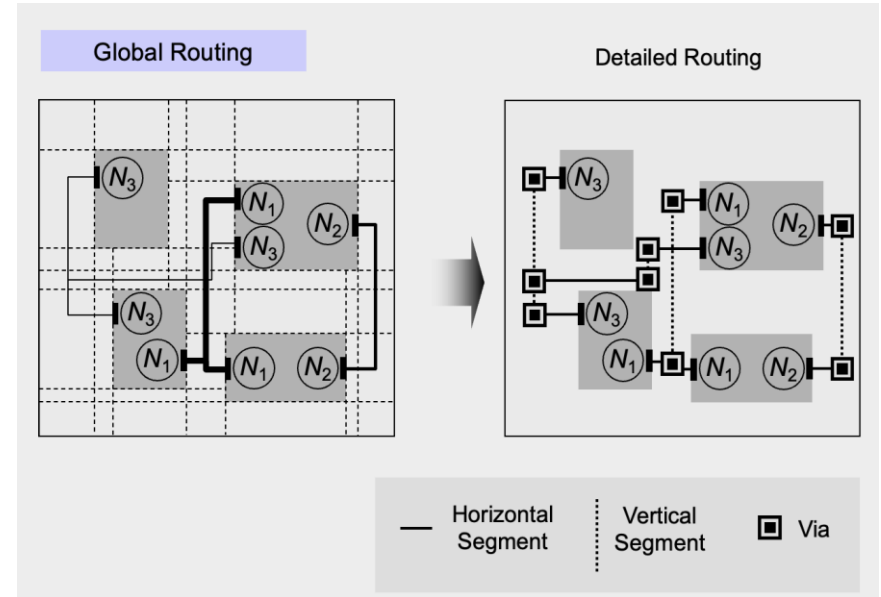 Global Routing
Detailed Routing
N3
N1
N2
N3
N3
N1
N1
N2
N3
N1
N2
N3
N3
N1
N1
N2
Horizontal
Segment
Vertical
Segment
Via